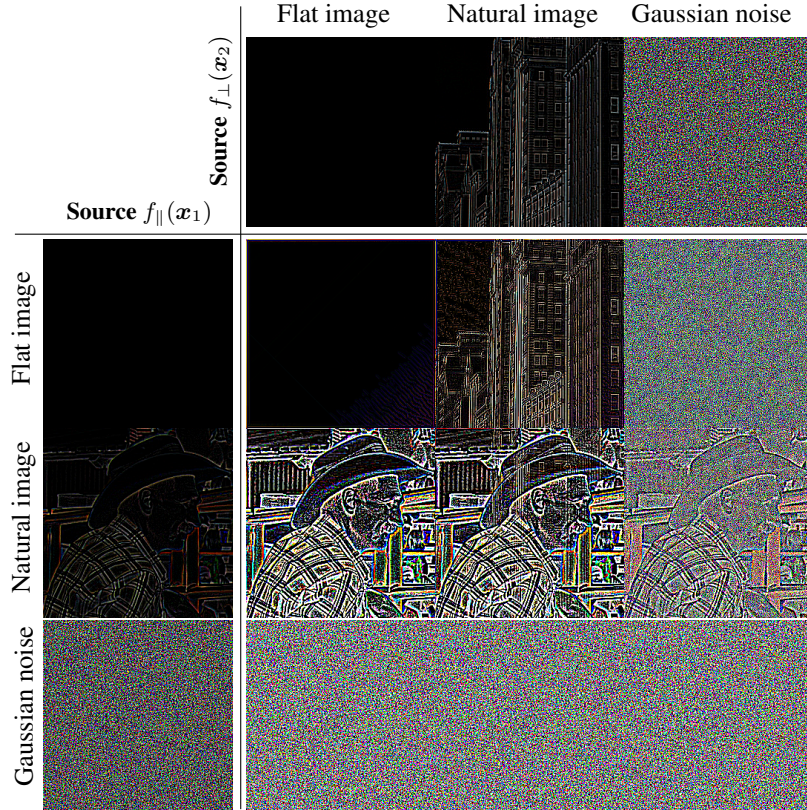 Flat image Natural image Gaussian noise
Source f⊥(x₂)
Source f∥(x₁)
Flat image
Natural image
Gaussian noise